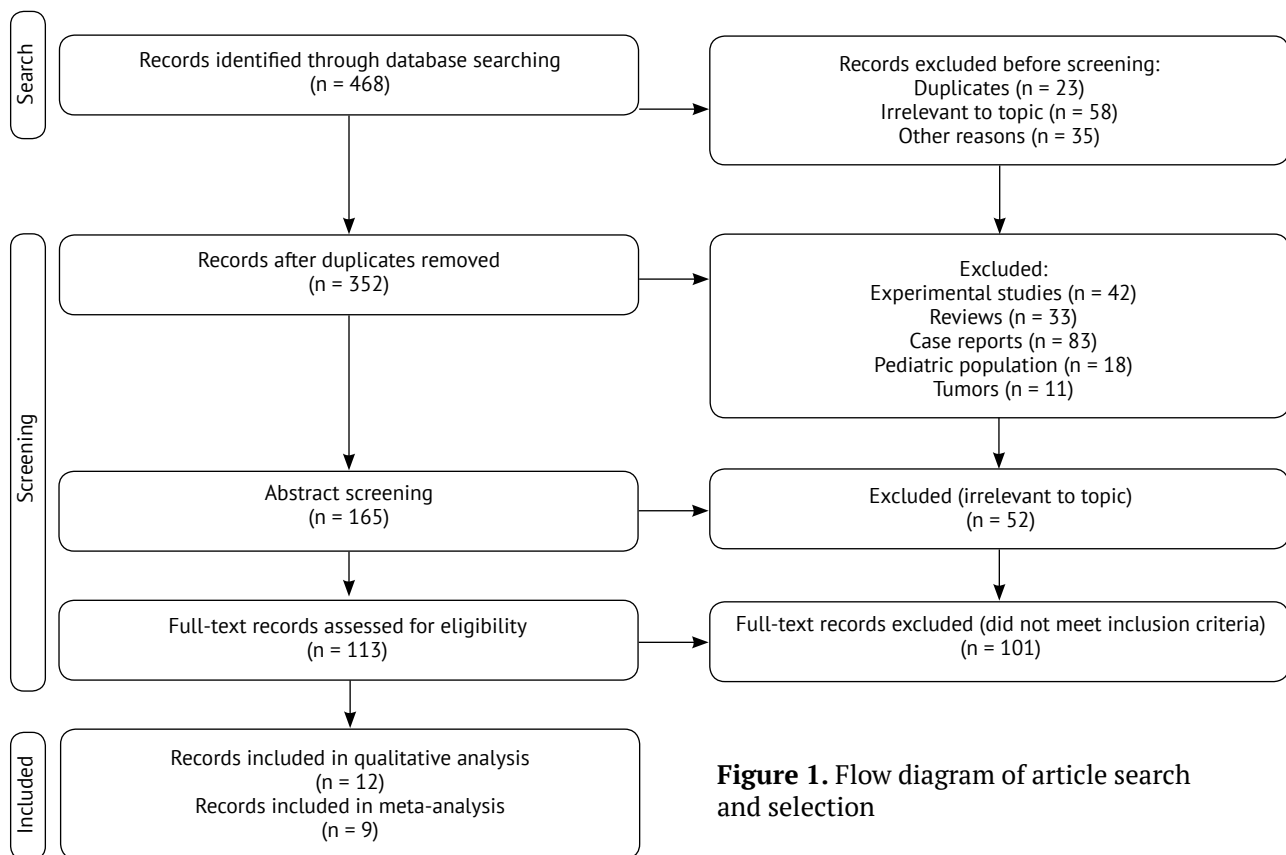 Search
Records identified through database searching
(n = 468)
Records excluded before screening:
Duplicates (n = 23)
Irrelevant to topic (n = 58)
Other reasons (n = 35)
Screening
Records after duplicates removed
(n = 352)
Excluded:
Experimental studies (n = 42)
Reviews (n = 33)
Case reports (n = 83)
Pediatric population (n = 18)
Tumors (n = 11)
Abstract screening
(n = 165)
Excluded (irrelevant to topic)
(n = 52)
Full-text records assessed for eligibility
(n = 113)
Full-text records excluded (did not meet inclusion criteria)
(n = 101)
Included
Records included in qualitative analysis
(n = 12)
Records included in meta-analysis
(n = 9)
Figure 1. Flow diagram of article search
and selection